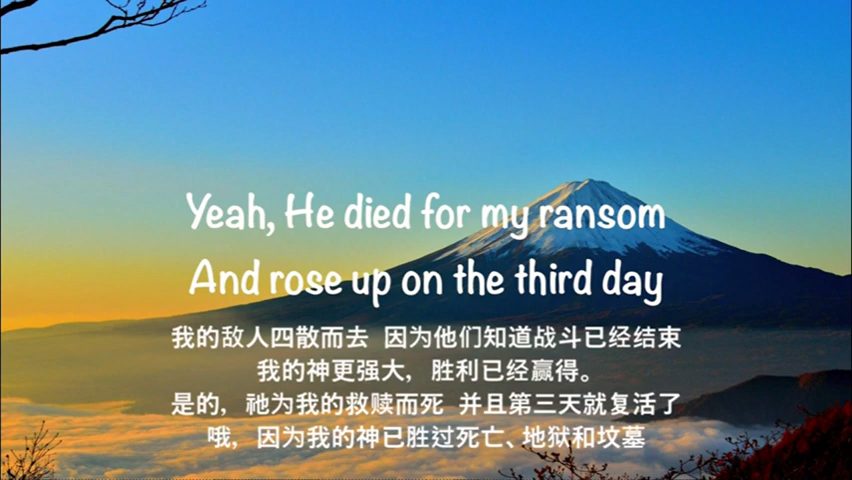 Yeah, He died for my ransom
And rose up on the third day
我的敌人四散而去 因为他们知道战斗已经结束
我的神更强大，胜利已经赢得。
是的，祂为我的救赎而死 并且第三天就复活了
哦，因为我的神已胜过死亡、地狱和坟墓